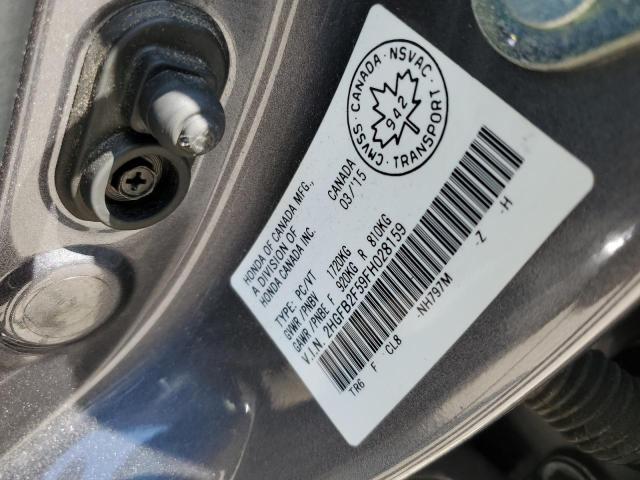 HONDA OF CANADA MFG.,
A DIVISION OF
HONDA CANADA INC.
CANADA
03/'15
CMVSS · CANADA · NSVAC · TRANSPORT
942
TYPE: PC/VT
GVWR /PNBV 1720KG
GAWR /PNBE F 920KG R 810KG
V.I.N. 2HGFB2F59FH028159
TR6 F CL8 NH797M -Z -H